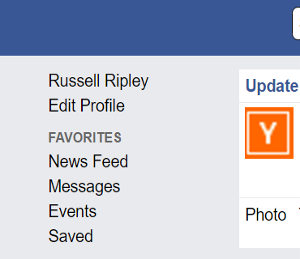 Russell Ripley
Edit Profile
FAVORITES
News Feed
Messages
Events
Saved
Update
Y
Photo